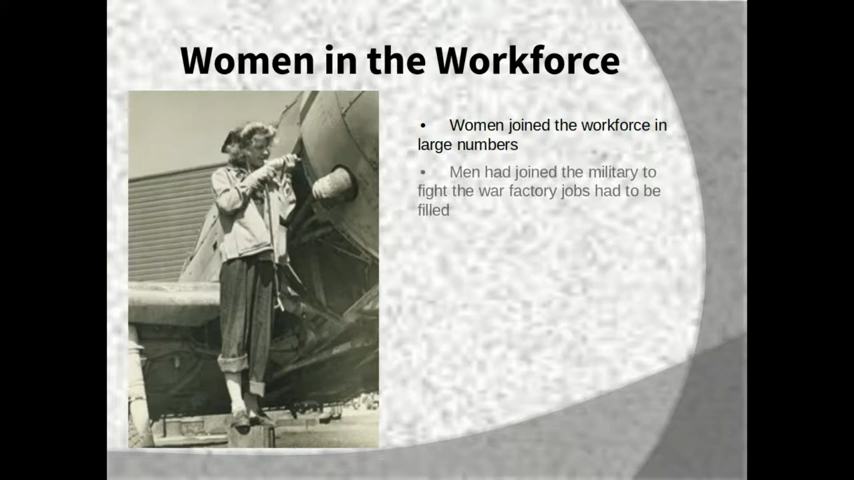 Women in the Workforce
• Women joined the workforce in
large numbers
• Men had joined the military to
fight the war factory jobs had to be
filled